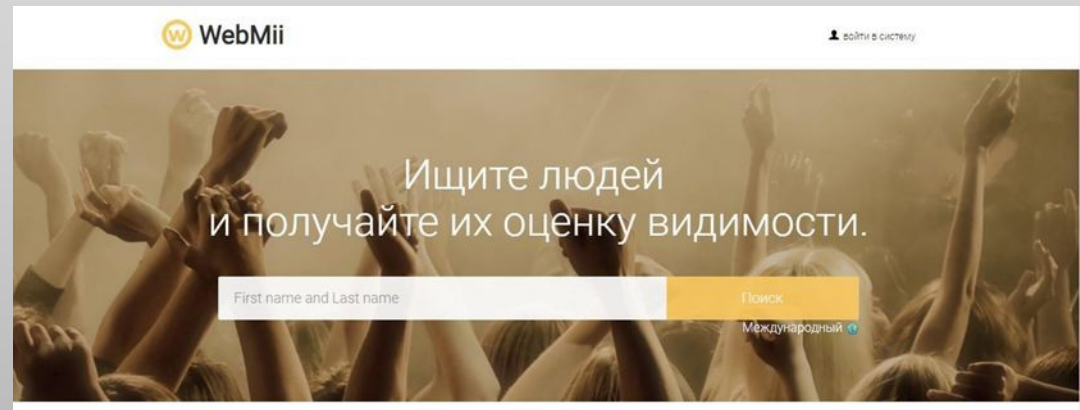 WebMii
войти в систему
Ищите людей
и получайте их оценку видимости.
First name and Last name
Поиск
Международный